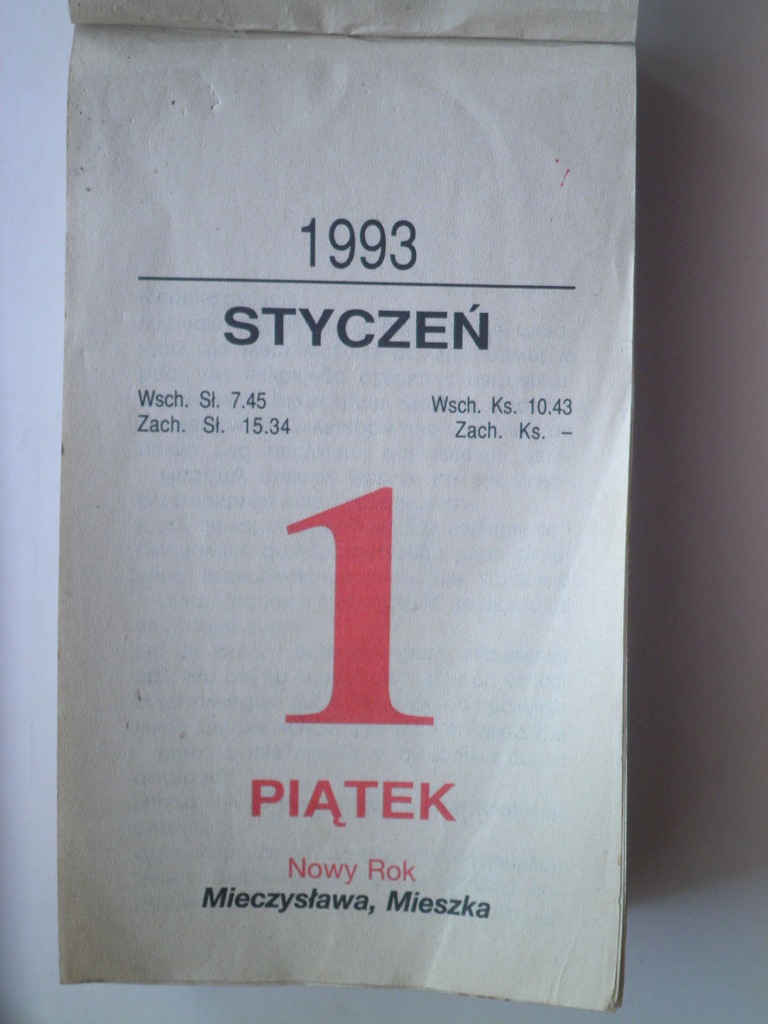 1993
STYCZEŃ
Wsch. Sł. 7.45
Zach. Sł. 15.34
Wsch. Ks. 10.43
Zach. Ks. –
1
PIĄTEK
Nowy Rok
Mieczysława, Mieszka